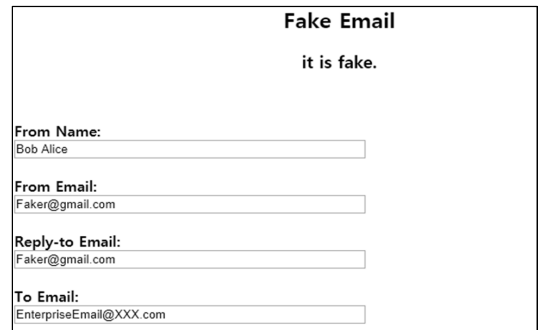 Fake Email
it is fake.
From Name:
Bob Alice
From Email:
Faker@gmail.com
Reply-to Email:
Faker@gmail.com
To Email:
EnterpriseEmail@XXX.com